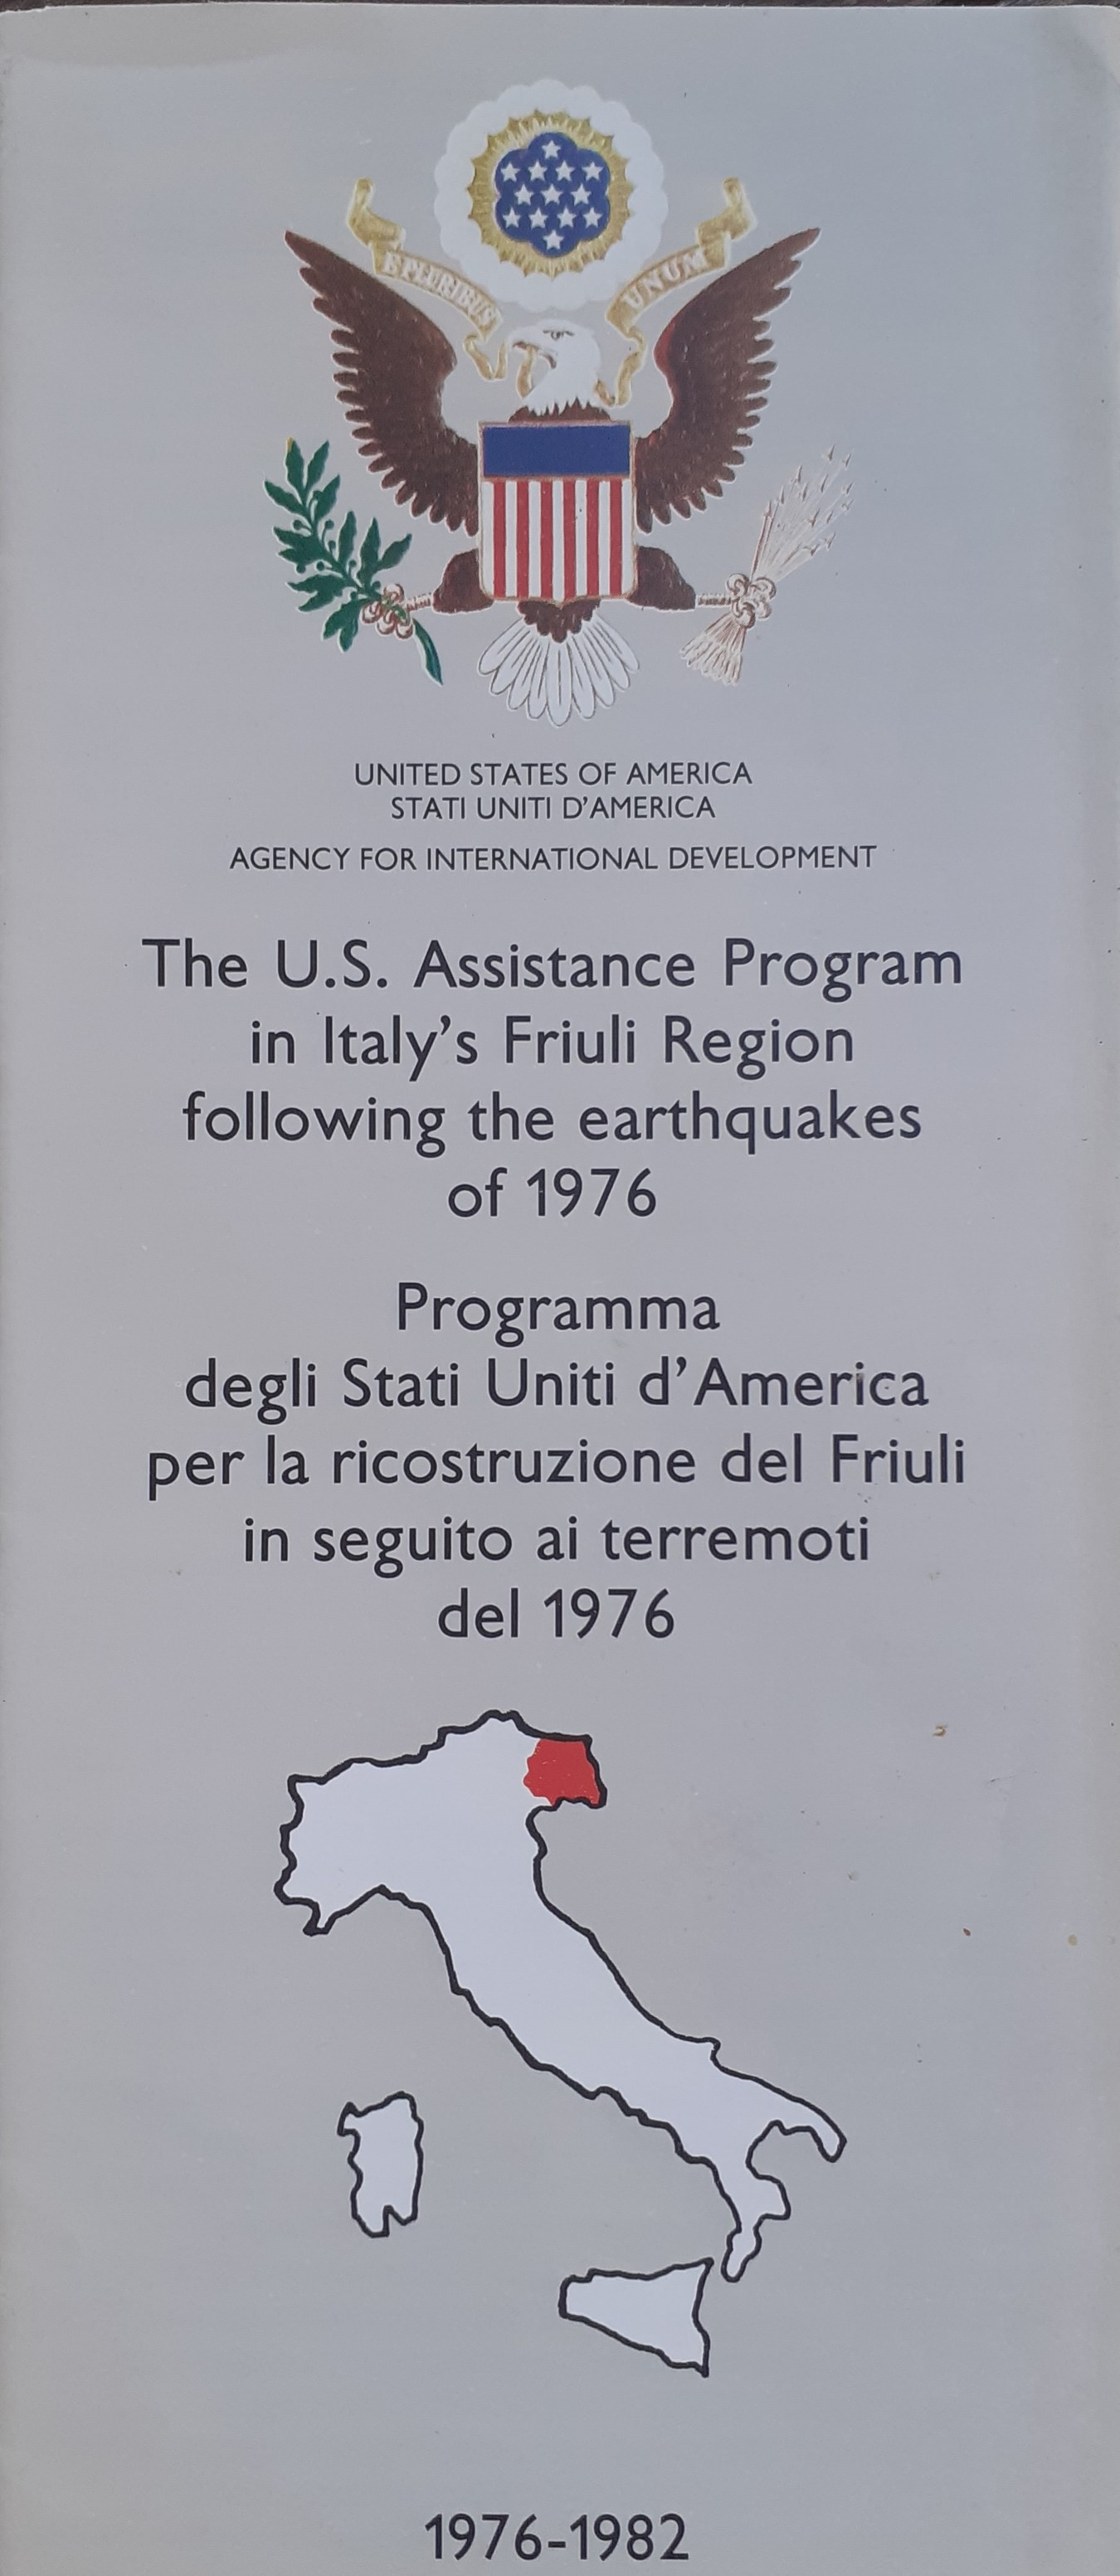 E PLURIBUS UNUM
UNITED STATES OF AMERICA
STATI UNITI D'AMERICA
AGENCY FOR INTERNATIONAL DEVELOPMENT
The U.S. Assistance Program
in Italy's Friuli Region
following the earthquakes
of 1976
Programma
degli Stati Uniti d'America
per la ricostruzione del Friuli
in seguito ai terremoti
del 1976
1976-1982